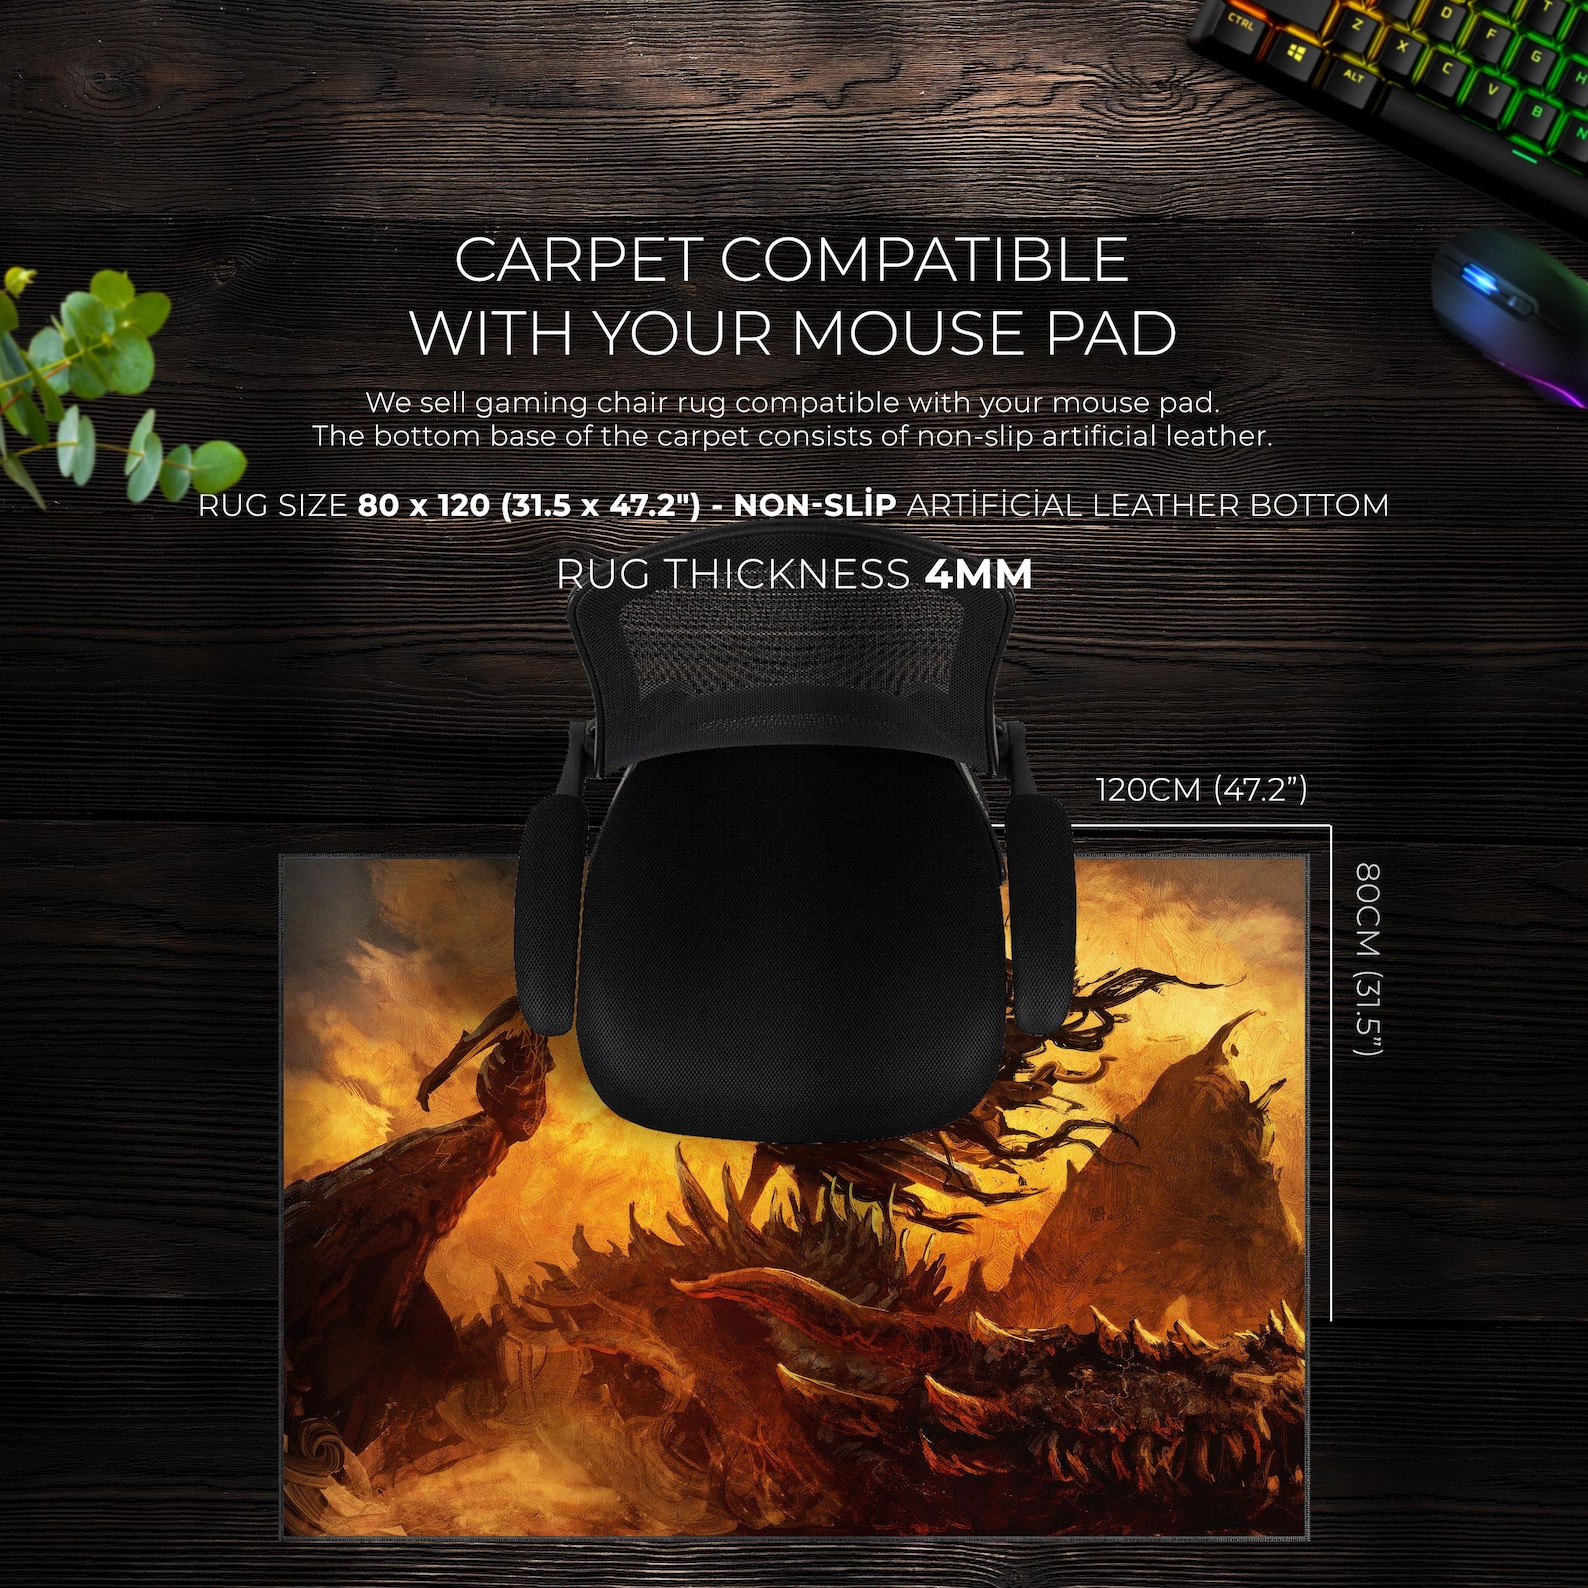 CTRL
ALT
Z
X
C
V
B
N
D
F
G
H
T
CARPET COMPATIBLE
WITH YOUR MOUSE PAD
We sell gaming chair rug compatible with your mouse pad.
The bottom base of the carpet consists of non-slip artificial leather.
RUG SIZE 80 x 120 (31.5 x 47.2") - NON-SLİP ARTİFİCİAL LEATHER BOTTOM
RUG THICKNESS 4MM
120CM (47.2”)
80CM (31.5”)